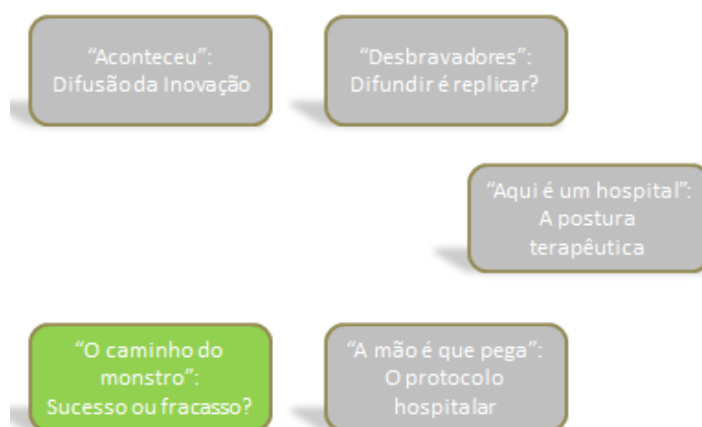 “Aconteceu”:
Difusão da Inovação
“Desbravadores”:
Difundir é replicar?
“Aqui é um hospital”:
A postura
terapêutica
“O caminho do
monstro”:
Sucesso ou fracasso?
“A mão é que pega”:
O protocolo
hospitalar